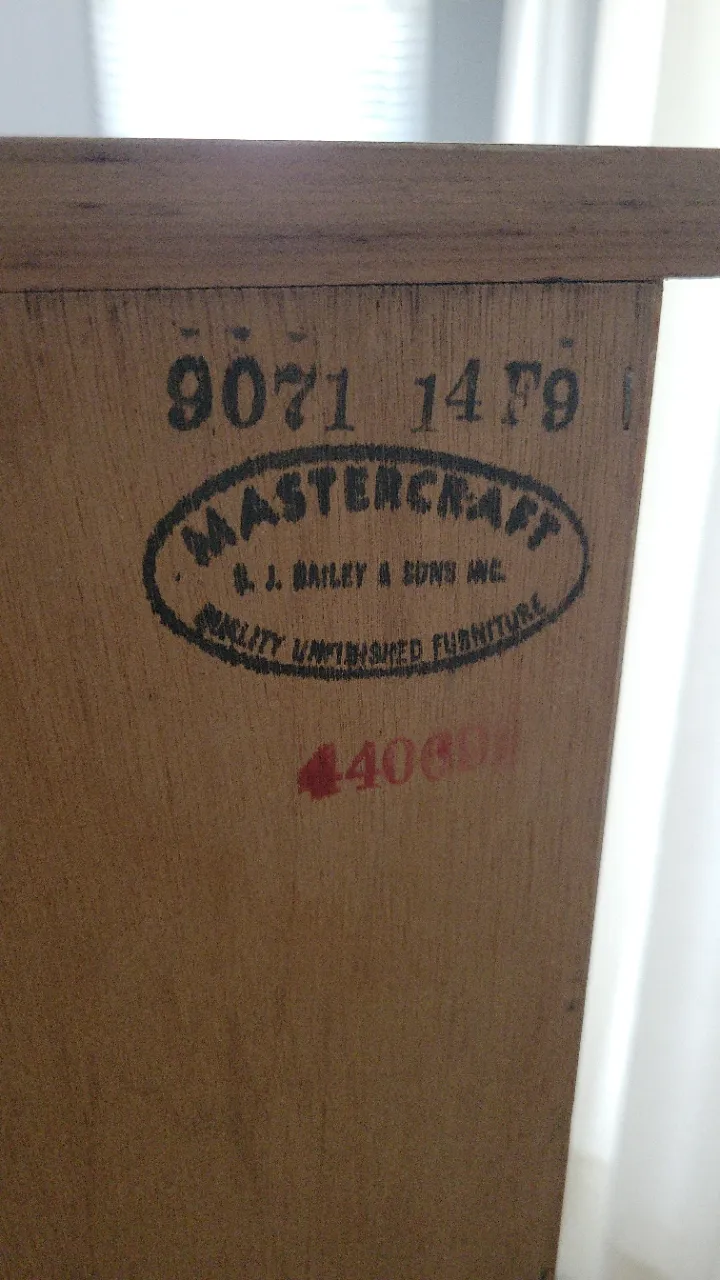 9071 14F9
MASTERCRAFT
S. J. BAILEY & SONS INC.
QUALITY UNFINISHED FURNITURE